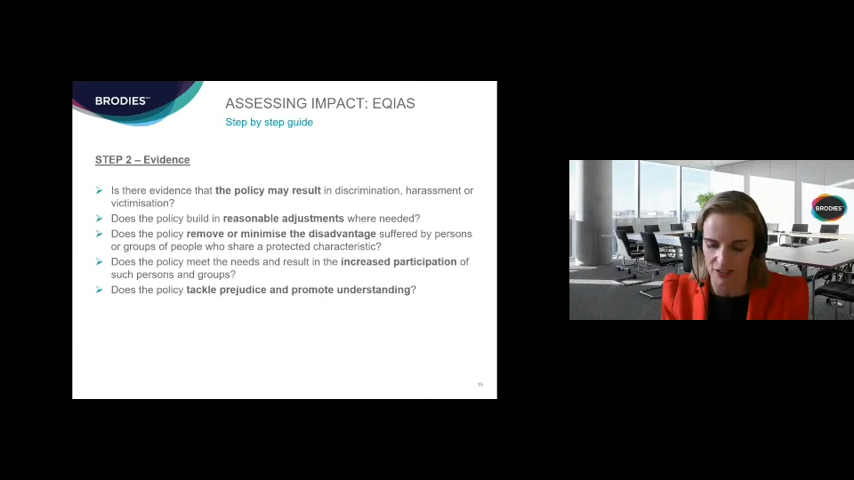 BRODIES LLP
ASSESSING IMPACT: EQIAS
Step by step guide
STEP 2 – Evidence
➢ Is there evidence that the policy may result in discrimination, harassment or
victimisation?
➢ Does the policy build in reasonable adjustments where needed?
➢ Does the policy remove or minimise the disadvantage suffered by persons
or groups of people who share a protected characteristic?
➢ Does the policy meet the needs and result in the increased participation of
such persons and groups?
➢ Does the policy tackle prejudice and promote understanding?
BRODIES